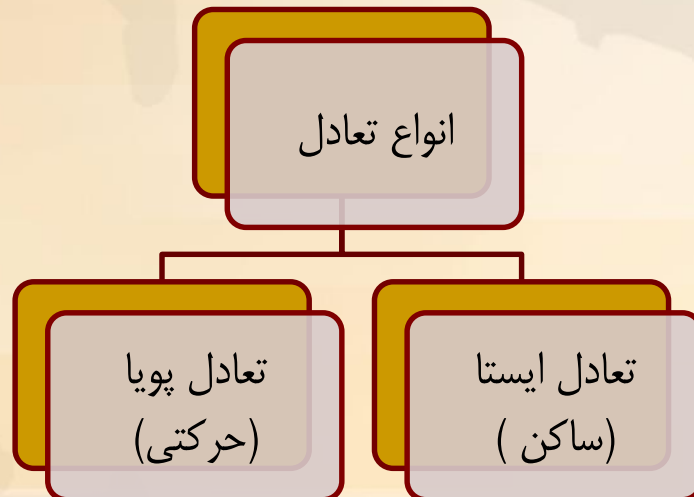 انواع تعادل
تعادل ایستا
(ساکن )
تعادل پویا
(حرکتی)